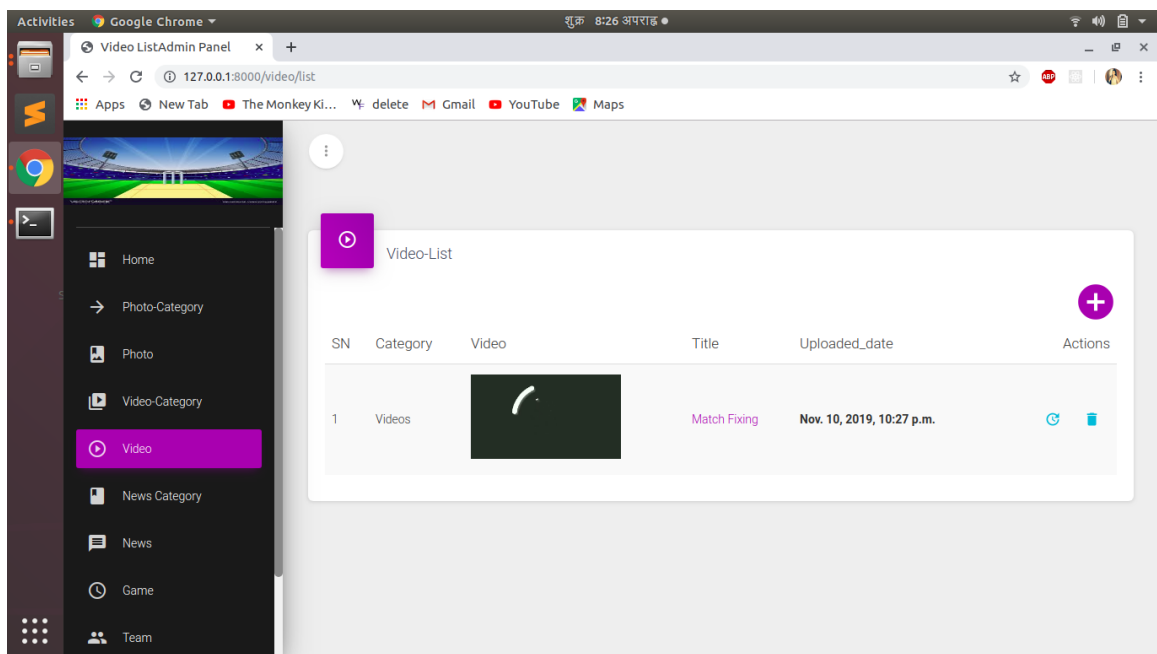 Activities Google Chrome शुक्र 8:26 अपराह्न
Video ListAdmin Panel
127.0.0.1:8000/video/list
ABP
Apps New Tab The Monkey Ki... delete Gmail YouTube Maps
Video-List
Home
Photo-Category
Photo
Video-Category
Video
News Category
News
Game
Team
SN Category Video Title Uploaded_date Actions
1 Videos Match Fixing Nov. 10, 2019, 10:27 p.m.